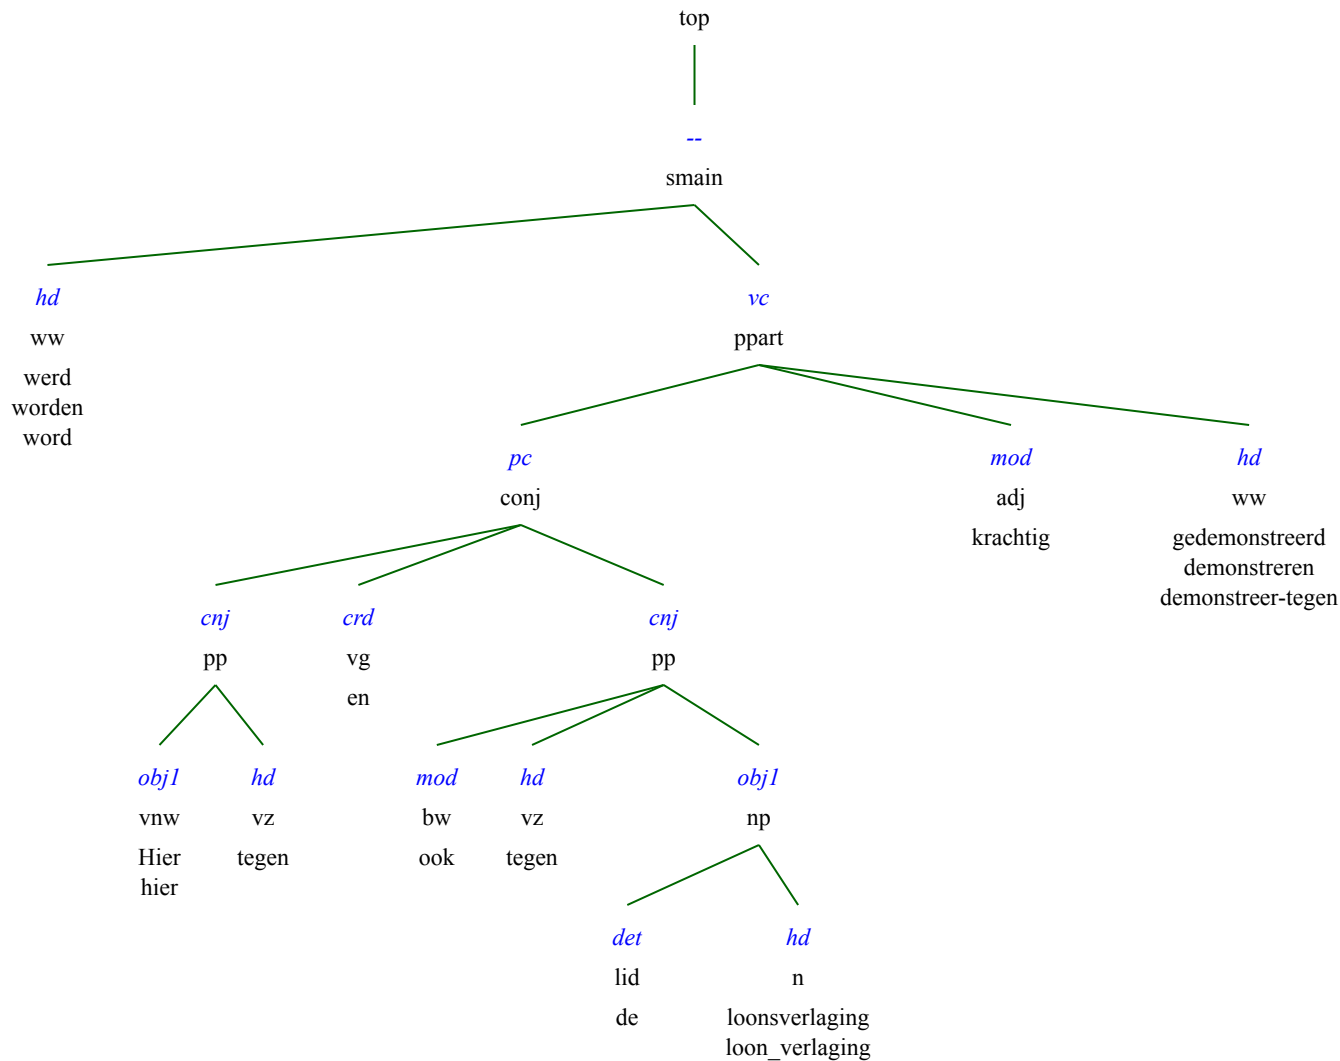 top
--
smain
hd vc
ww ppart
werd
worden
word
pc mod hd
conj adj ww
krachtig gedemonstreerd
demonstreren
demonstreer-tegen
cnj crd cnj
pp vg pp
en
obj1 hd mod hd obj1
vnw vz bw vz np
Hier tegen ook tegen
hier
det hd
lid n
de loonsverlaging
loon_verlaging